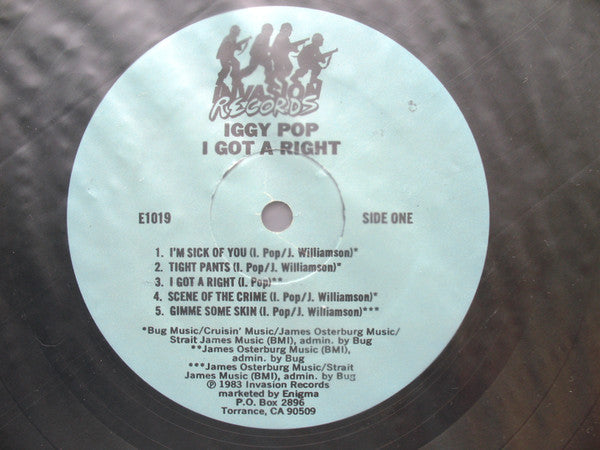 INVASION
RECORDS
IGGY POP
I GOT A RIGHT
E1019
SIDE ONE
1. I'M SICK OF YOU (I. Pop/J. Williamson)*
2. TIGHT PANTS (I. Pop/J. Williamson)*
3. I GOT A RIGHT (I. Pop)**
4. SCENE OF THE CRIME (I. Pop/J. Williamson)*
5. GIMME SOME SKIN (I. Pop/J. Williamson)***
*Bug Music/Cruisin' Music/James Osterburg Music/
Strait James Music (BMI), admin. by Bug
**James Osterburg Music (BMI),
admin. by Bug
***James Osterburg Music/Strait
James Music (BMI), admin. by Bug
℗ 1983 Invasion Records
marketed by Enigma
P.O. Box 2896
Torrance, CA 90509